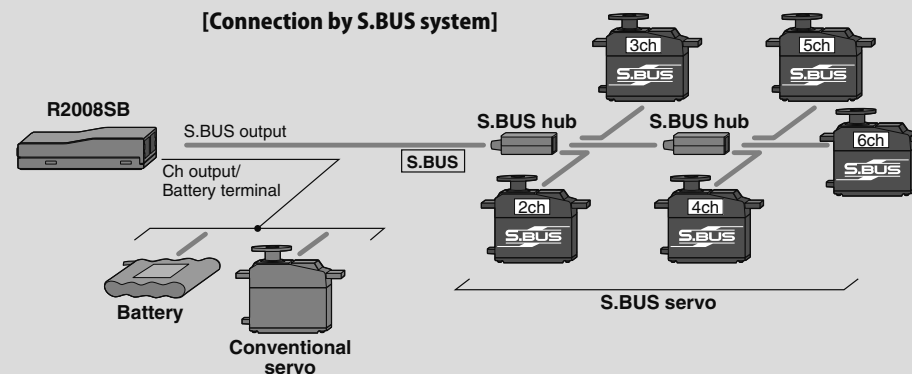 [Connection by S.BUS system]
3ch
S.BUS
5ch
S.BUS
R2008SB
S.BUS output
S.BUS hub
S.BUS hub
S.BUS
6ch
S.BUS
Ch output/
Battery terminal
2ch
S.BUS
4ch
S.BUS
S.BUS servo
Battery
Conventional
servo